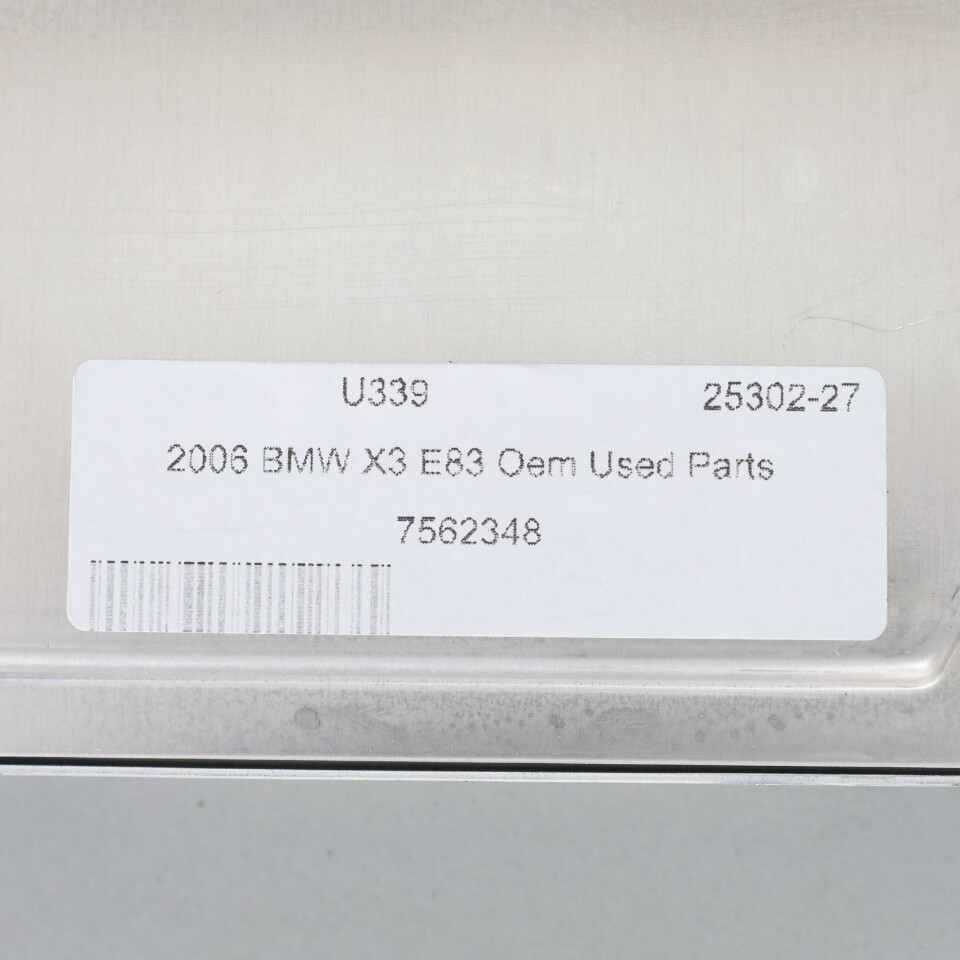 U339 25302-27
2006 BMW X3 E83 Oem Used Parts
7562348